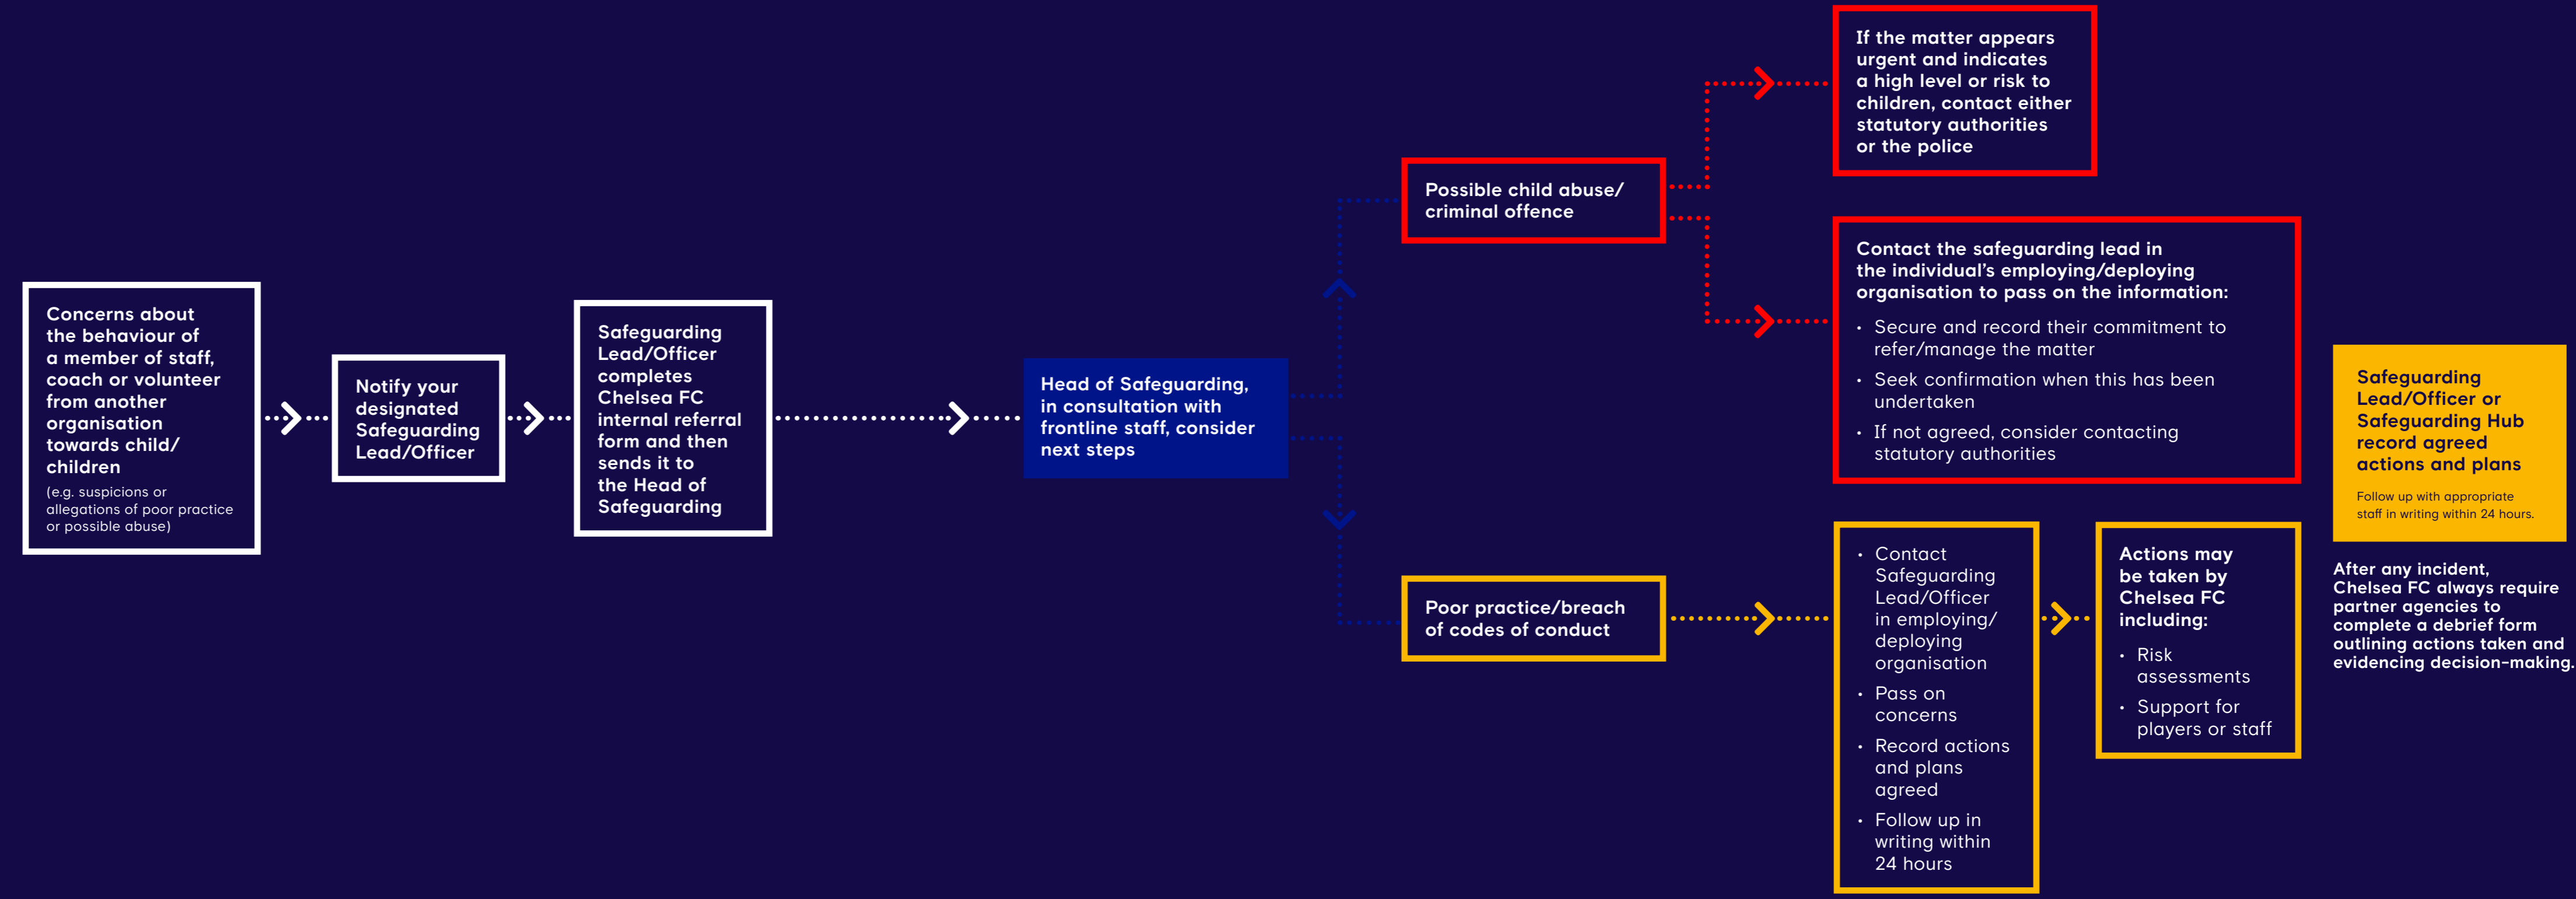 Concerns about
the behaviour of
a member of staff,
coach or volunteer
from another
organisation
towards child/
children
(e.g. suspicions or
allegations of poor practice
or possible abuse)
Notify your
designated
Safeguarding
Lead/Officer
Safeguarding
Lead/Officer
completes
Chelsea FC
internal referral
form and then
sends it to
the Head of
Safeguarding
Head of Safeguarding,
in consultation with
frontline staff, consider
next steps
Possible child abuse/
criminal offence
If the matter appears
urgent and indicates
a high level or risk to
children, contact either
statutory authorities
or the police
Contact the safeguarding lead in
the individual's employing/deploying
organisation to pass on the information:
• Secure and record their commitment to
refer/manage the matter
• Seek confirmation when this has been
undertaken
• If not agreed, consider contacting
statutory authorities
Poor practice/breach
of codes of conduct
• Contact
Safeguarding
Lead/Officer
in employing/
deploying
organisation
• Pass on
concerns
• Record actions
and plans
agreed
• Follow up in
writing within
24 hours
Actions may
be taken by
Chelsea FC
including:
• Risk
assessments
• Support for
players or staff
Safeguarding
Lead/Officer or
Safeguarding Hub
record agreed
actions and plans
Follow up with appropriate
staff in writing within 24 hours.
After any incident,
Chelsea FC always require
partner agencies to
complete a debrief form
outlining actions taken and
evidencing decision-making.